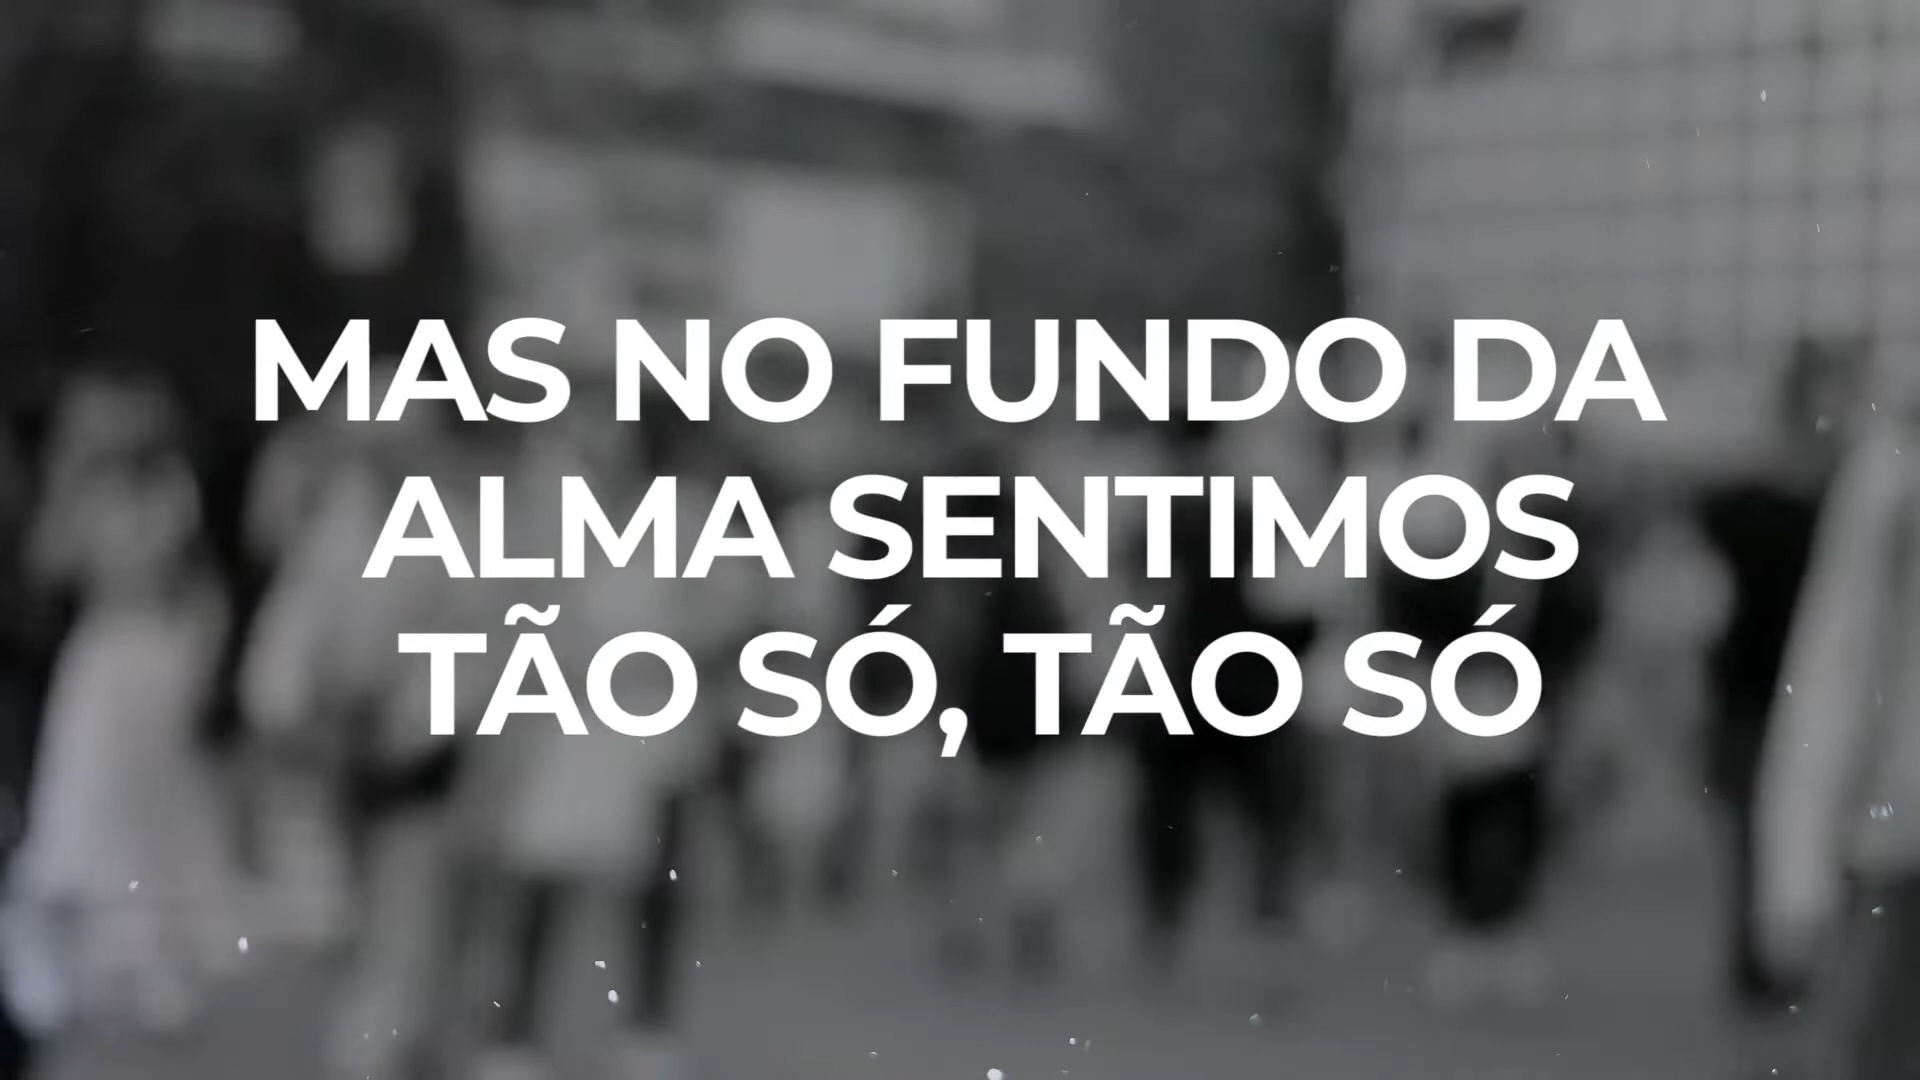 MAS NO FUNDO DA
ALMA SENTIMOS
TÃO SÓ, TÃO SÓ